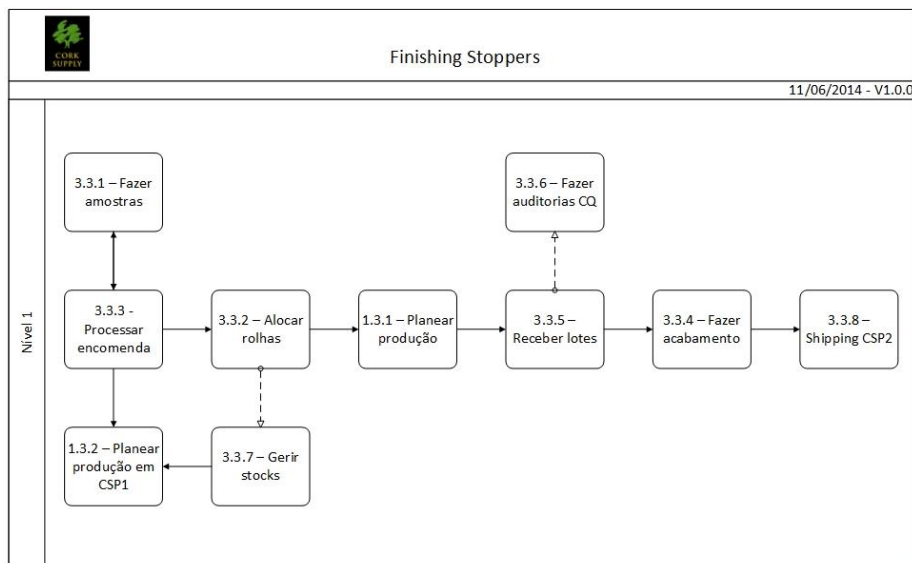 CORK
SUPPLY
Finishing Stoppers
11/06/2014 - V1.0.0
Nível 1
3.3.1 – Fazer
amostras
3.3.6 – Fazer
auditorias CQ
3.3.3 -
Processar
encomenda
3.3.2 – Alocar
rolhas
1.3.1 – Planear
produção
3.3.5 –
Receber lotes
3.3.4 – Fazer
acabamento
3.3.8 –
Shipping CSP2
1.3.2 – Planear
produção em
CSP1
3.3.7 – Gerir
stocks